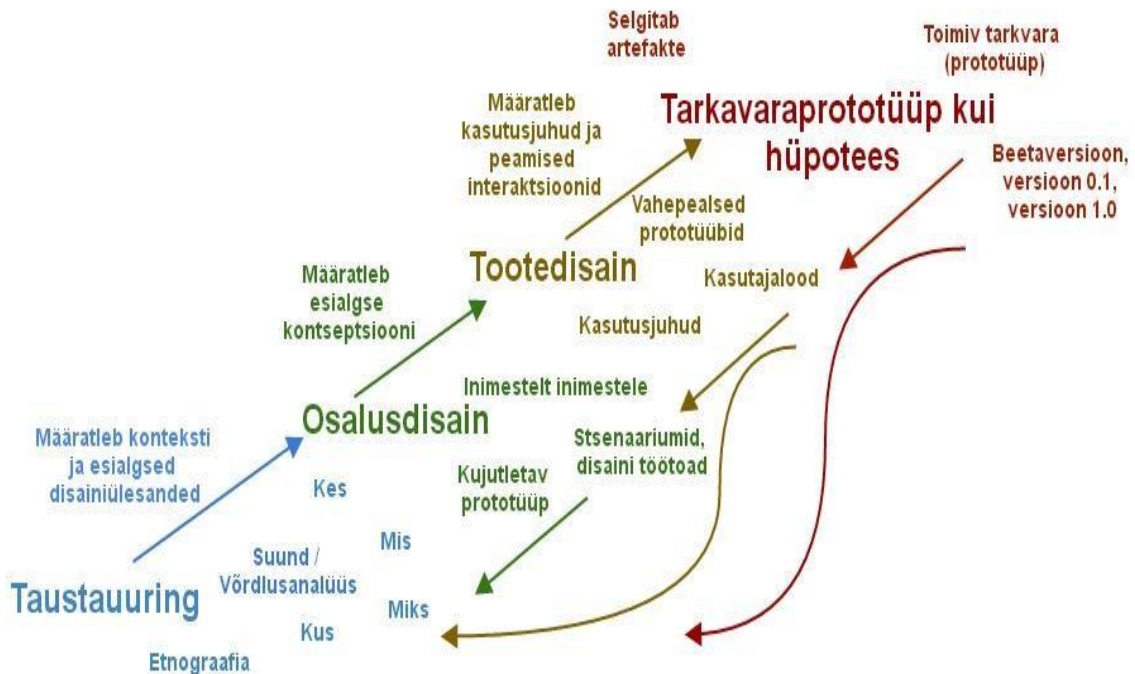 Selgitab
artefakte
Toimiv tarkvara
(prototüüp)
Tarkavaraprototüüp kui
hüpotees
Määratleb
kasutusjuhud ja
peamised
interaktsioonid
Beetaversioon,
versioon 0.1,
versioon 1.0
Vahepealsed
prototüübid
Tootedisain
Kasutajalood
Kasutusjuhud
Määratleb
esialgse
kontseptsiooni
Inimestelt inimestele
Osalusdisain
Stsenaariumid,
disaini töötoad
Kujutletav
prototüüp
Määratleb konteksti
ja esialgsed
disainiülesanded
Kes
Mis
Suund /
Võrdlusanalüüs
Miks
Kus
Taustauuring
Etnograafia